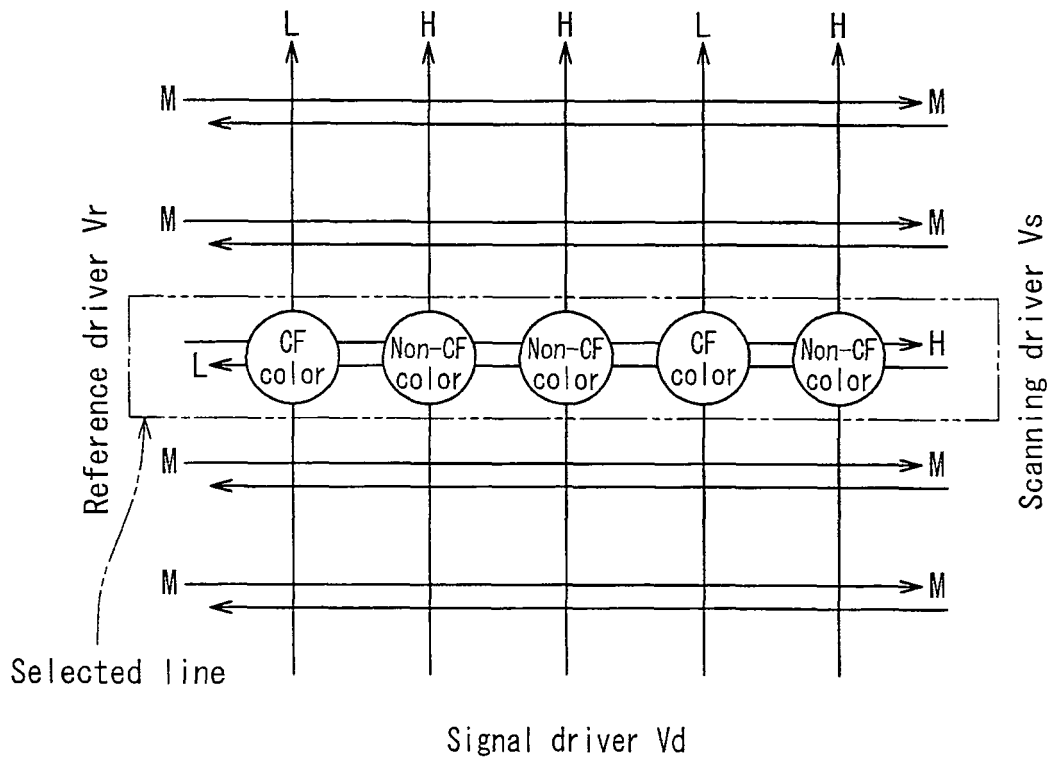 L H H L H
M M
M M
Reference driver Vr
Scanning driver Vs
CF color
Non-CF color
Non-CF color
CF color
Non-CF color
H
L
M M
M M
Selected line
Signal driver Vd